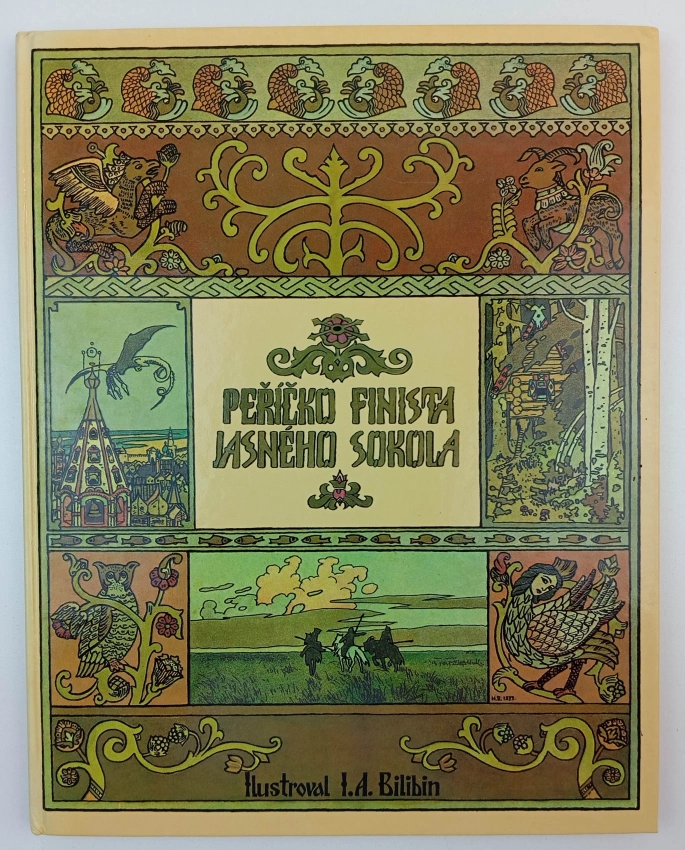 PEŘÍČKO FINISTA
JASNÉHO SOKOLA
Ilustroval I.A. Bilibin